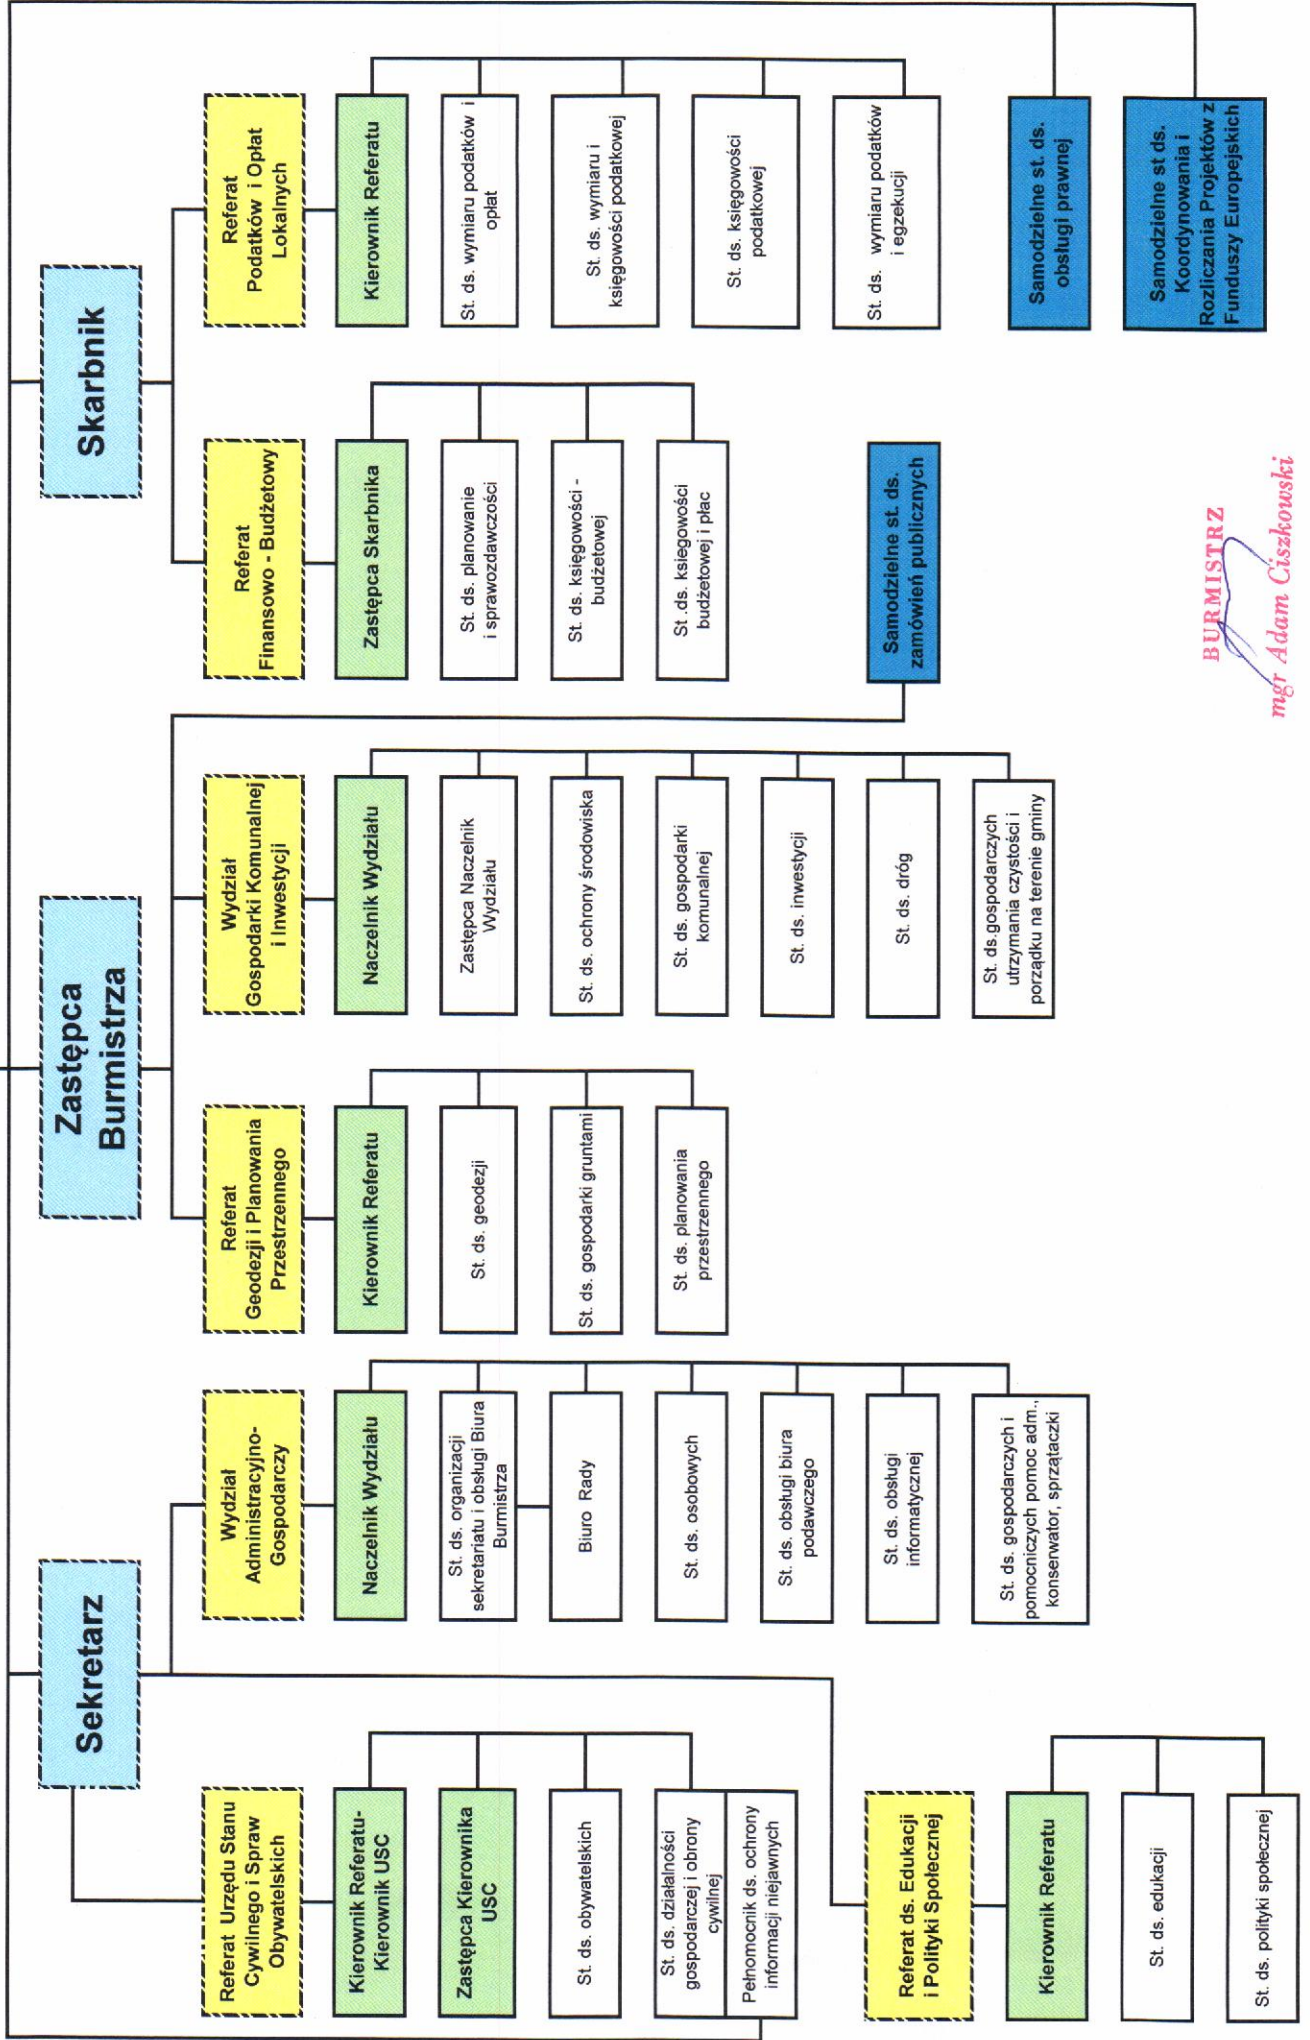 Sekretarz
Zastępca
Burmistrza
Skarbnik
Referat Urzędu Stanu
Cywilnego i Spraw
Obywatelskich
Kierownik Referatu-
Kierownik USC
Zastępca Kierownika
USC
St. ds. obywatelskich
St. ds. działalności
gospodarczej i obrony
cywilnej
Pełnomocnik ds. ochrony
informacji niejawnych
Referat ds. Edukacji
i Polityki Społecznej
Kierownik Referatu
St. ds. edukacji
St. ds. polityki społecznej
Wydział
Administracyjno-
Gospodarczy
Naczelnik Wydziału
St. ds. organizacji
sekretariatu i obsługi Biura
Burmistrza
Biuro Rady
St. ds. osobowych
St. ds. obsługi biura
podawczego
St. ds. obsługi
informatycznej
St. ds. gospodarczych i
pomocniczych pomoc adm.,
konserwator, sprzątaczki
Referat
Geodezji i Planowania
Przestrzennego
Kierownik Referatu
St. ds. geodezji
St. ds. gospodarki gruntami
St. ds. planowania
przestrzennego
Wydział
Gospodarki Komunalnej
i Inwestycji
Naczelnik Wydziału
Zastępca Naczelnik
Wydziału
St. ds. ochrony środowiska
St. ds. gospodarki
komunalnej
St. ds. inwestycji
St. ds. dróg
St. ds.gospodarczych
utrzymania czystości i
porządku na terenie gminy
Referat
Finansowo - Budżetowy
Zastępca Skarbnika
St. ds. planowanie
i sprawozdawczości
St. ds. księgowości -
budżetowej
St .ds. ksiegowości
budżetowej i płac
Samodzielne st. ds.
zamówień publicznych
Referat
Podatków i Opłat
Lokalnych
Kierownik Referatu
St. ds. wymiaru podatków i
opłat
St. ds. wymiaru i
księgowości podatkowej
St. ds. księgowości
podatkowej
St. ds. wymiaru podatków
i egzekucji
Samodzielne st. ds.
obsługi prawnej
Samodzielne st ds.
Koordynowania i
Rozliczania Projektów z
Funduszy Europejskich
BURMISTRZ
mgr Adam Ciszkowski